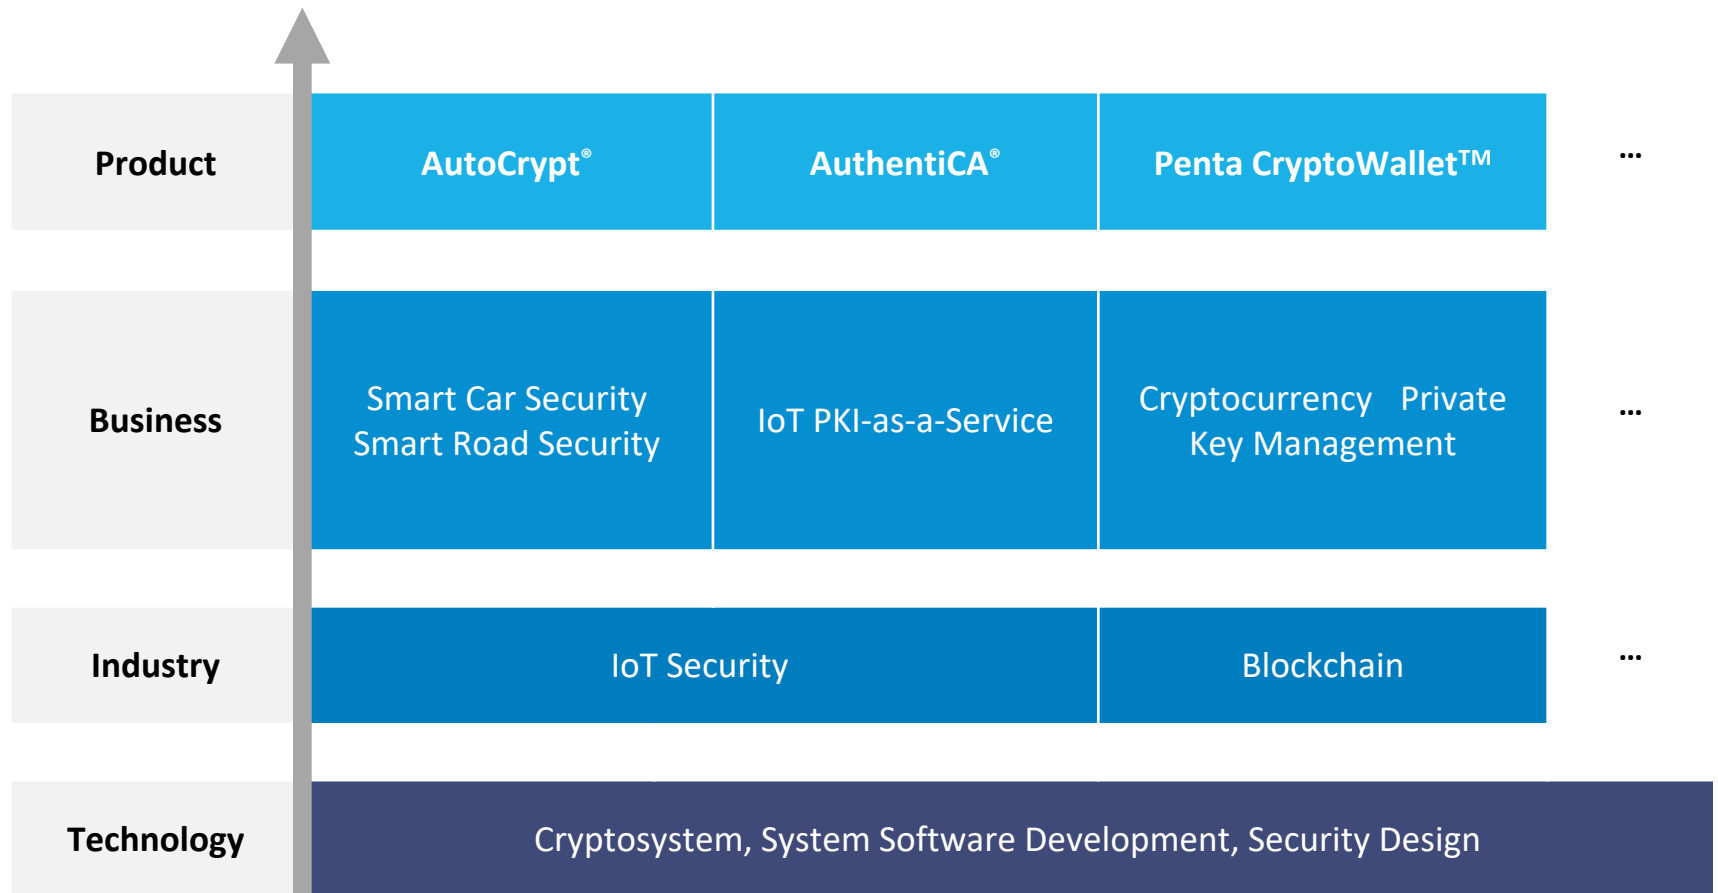 Product
AutoCrypt®
AuthentiCA®
Penta CryptoWallet™
...
Business
Smart Car Security
Smart Road Security
IoT PKI-as-a-Service
Cryptocurrency Private
Key Management
...
Industry
IoT Security
Blockchain
...
Technology
Cryptosystem, System Software Development, Security Design